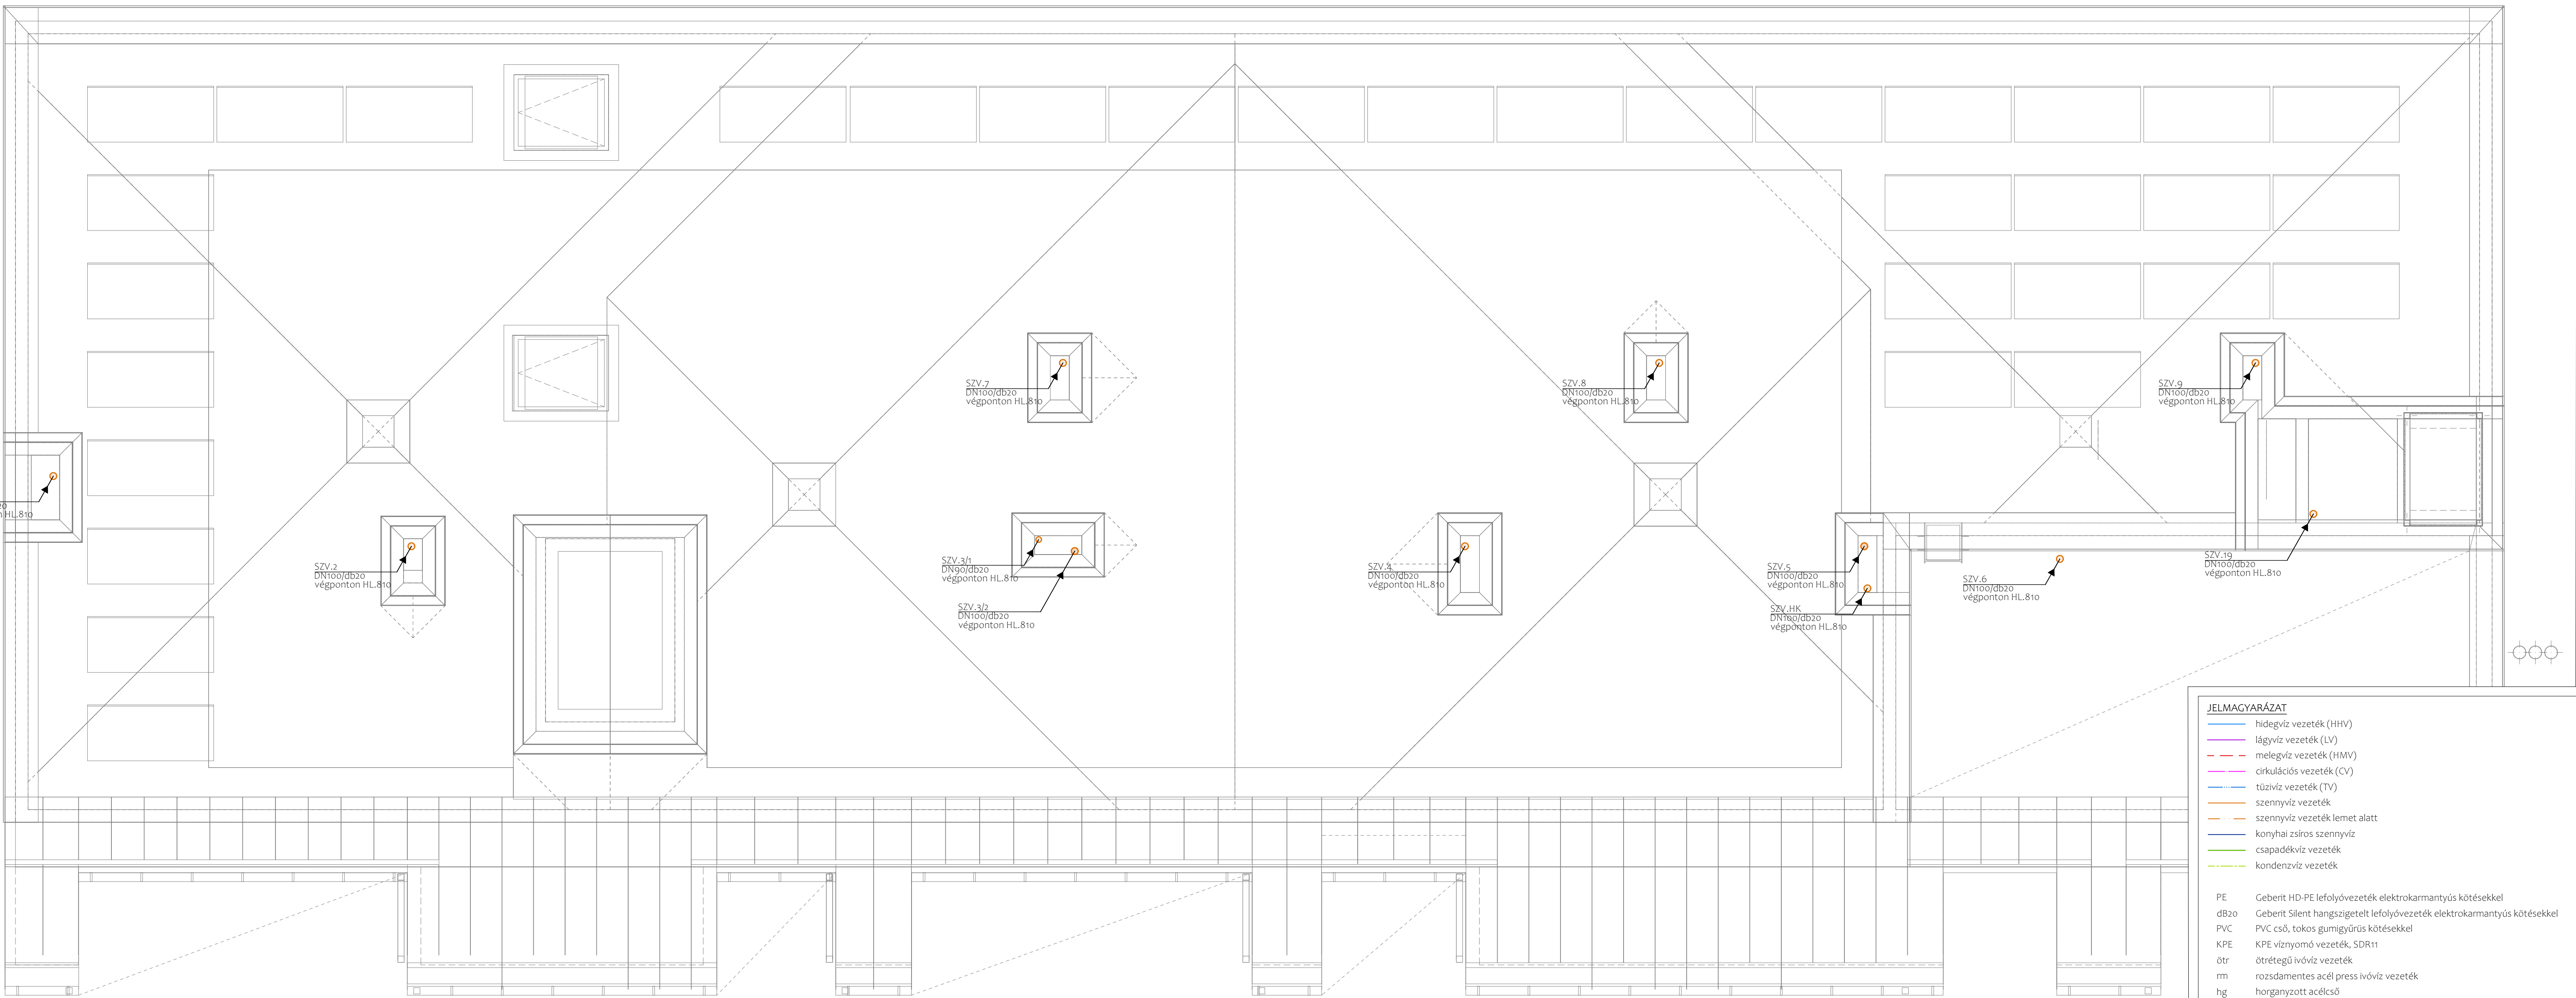 SZV.7
DN100/db20
végponton HL.810
SZV.8
DN100/db20
végponton HL.810
SZV.9
DN100/db20
végponton HL.810
20
HL.810
SZV.2
DN100/db20
végponton HL.810
SZV.3/1
DN90/db20
végponton HL.810
SZV.3/2
DN100/db20
végponton HL.810
SZV.4
DN100/db20
végponton HL.810
SZV.5
DN100/db20
végponton HL.810
SZV.HK
DN100/db20
végponton HL.810
SZV.6
DN100/db20
végponton HL.810
SZV.19
DN100/db20
végponton HL.810
JELMAGYARÁZAT
hidegvíz vezeték (HHV)
lágyvíz vezeték (LV)
melegvíz vezeték (HMV)
cirkulációs vezeték (CV)
tűzivíz vezeték (TV)
szennyvíz vezeték
szennyvíz vezeték lemet alatt
konyhai zsíros szennyvíz
csapadékvíz vezeték
kondenzvíz vezeték
PE Geberit HD-PE lefolyóvezeték elektrokarmantyús kötésekkel
dB20 Geberit Silent hangszigetelt lefolyóvezeték elektrokarmantyús kötésekkel
PVC PVC cső, tokos gumigyűrűs kötésekkel
KPE KPE víznyomó vezeték, SDR11
ötr ötrétegű ivóvíz vezeték
rm rozsdamentes acél press ivóvíz vezeték
hg horganyzott acélcső